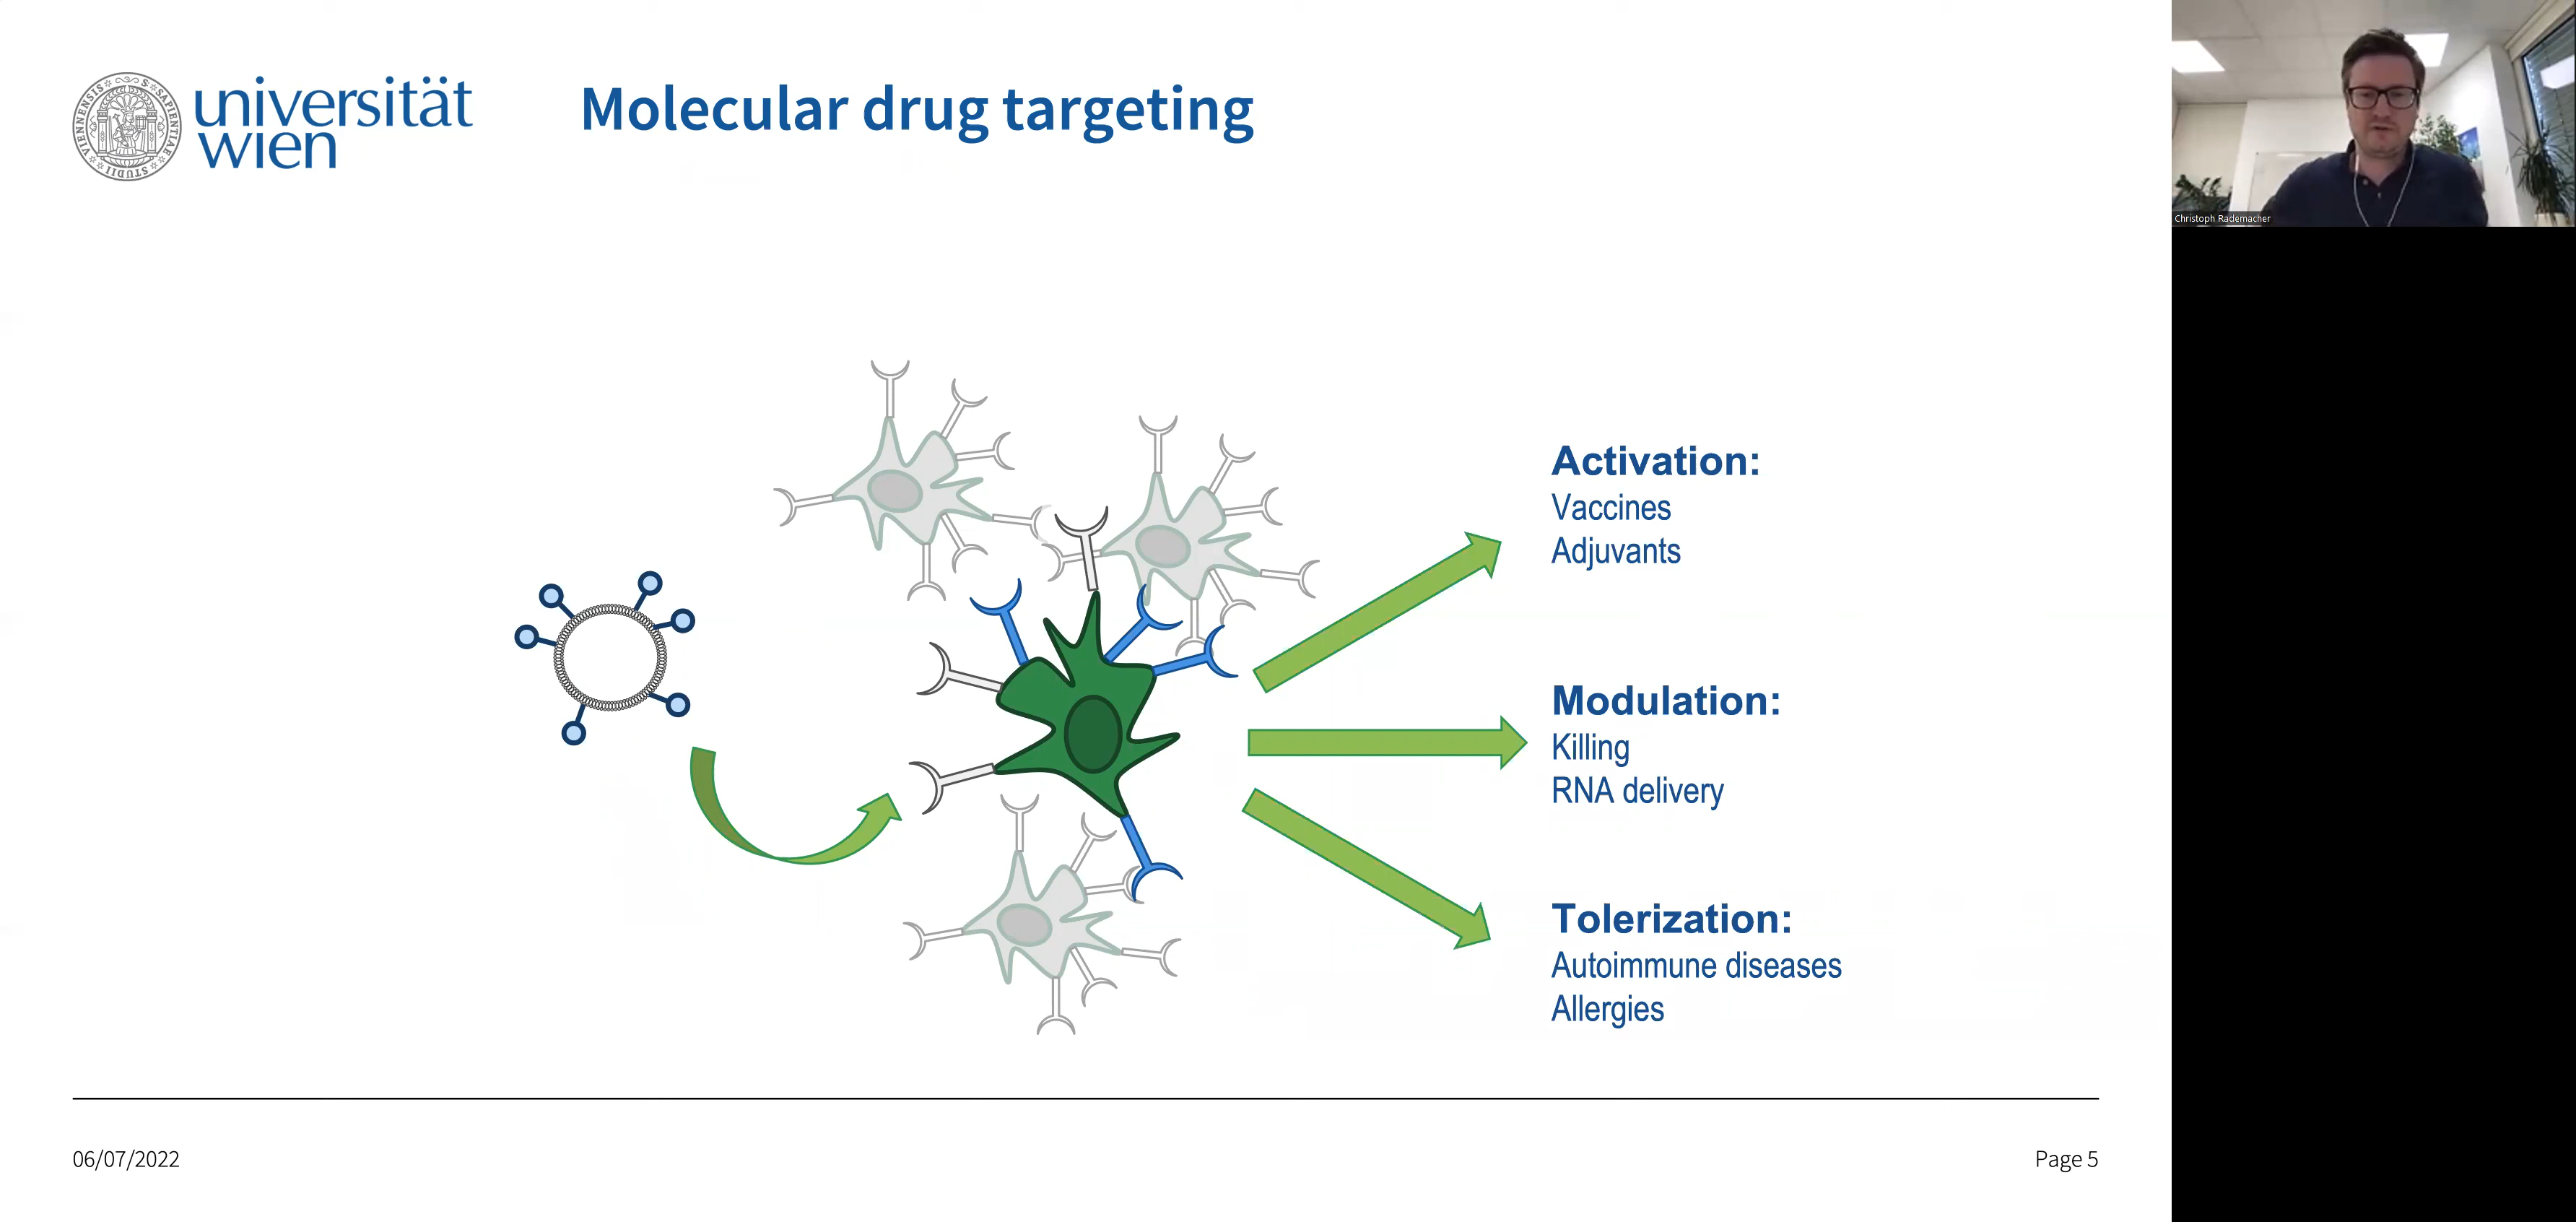 universität
wien
Molecular drug targeting
Christoph Rademacher
Activation:
Vaccines
Adjuvants
Modulation:
Killing
RNA delivery
Tolerization:
Autoimmune diseases
Allergies
06/07/2022
Page 5